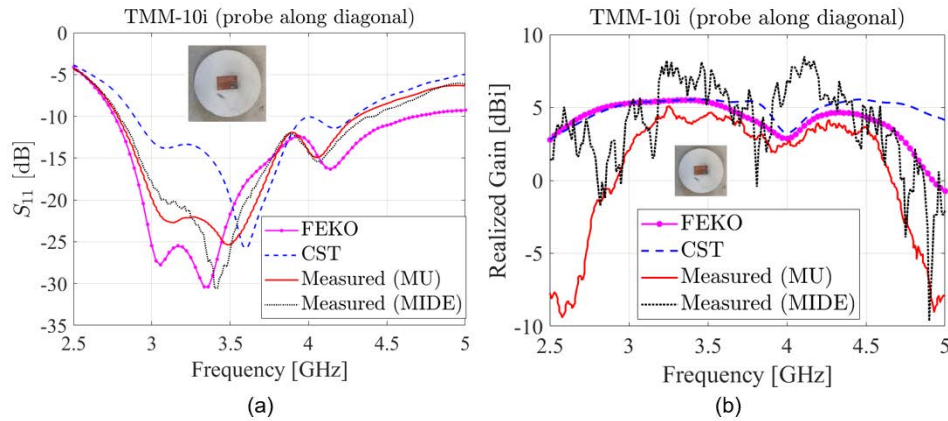 TMM-10i (probe along diagonal)
0
-5
-10
-15
-20
-25
-30
-35
S11 [dB]
2.5 3 3.5 4 4.5 5
Frequency [GHz]
FEKO
CST
Measured (MU)
Measured (MIDE)
(a)
TMM-10i (probe along diagonal)
10
5
0
-5
-10
Realized Gain [dBi]
2.5 3 3.5 4 4.5 5
Frequency [GHz]
FEKO
CST
Measured (MU)
Measured (MIDE)
(b)